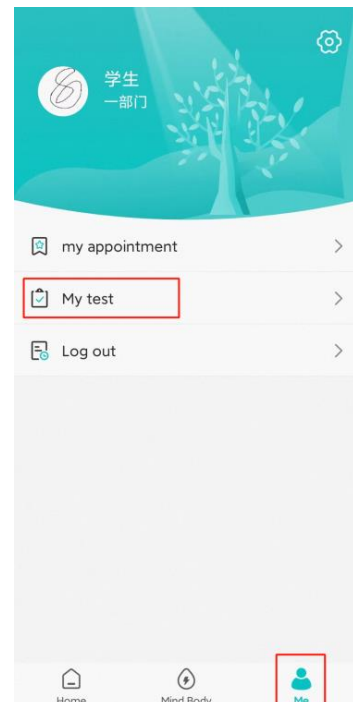 学生
一部门
my appointment
My test
Log out
Home
Mind Body
Me